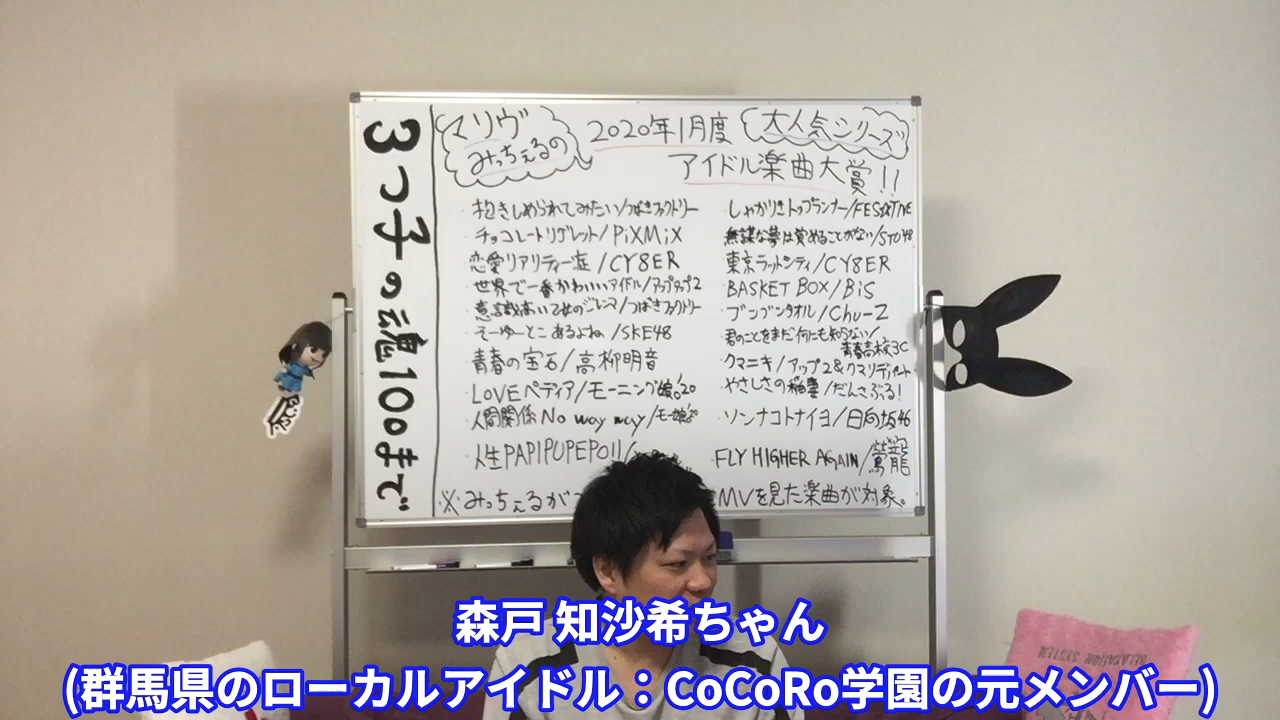 3つ子の魂100まで
マリヴ
みっちぇるの
2020年1月度
大人気シリーズ
アイドル楽曲大賞!!
・抱きしめられてみたい/つばきファクトリー
・チョコレートリグレット/PiXMiX
・恋愛リアリティー症/CY8ER
・世界で一番かわいいアイドル/アップアップ2
・意識高い乙女のジレンマ/つばきファクトリー
・そーゆーとこあるよね/SKE48
・青春の宝石/高柳明音
・LOVEペディア/モーニング娘。'20
・人間関係No way way/モー娘。'20
・人生PAPIPUPEPO!!/
・しゃかりきトップランナー/FES☆TIVE
・無謀な夢は覚めることがない/STU48
・東京ラットシティ/CY8ER
・BASKET BOX/BiS
・ブンブンタオル/Chu-Z
・君のことをまだ何にも知らない/
青春高校3C
・クマニキ/アップ2&クマリデパート
・やさしさの稲妻/だんさぶる!
・ソンナコトナイヨ/日向坂46
・FLY HIGHER AGAIN/鶯籠
※みっちぇるが
MVを見た楽曲が対象。
RELAXATION SYSTEM
森戸 知沙希ちゃん
(群馬県のローカルアイドル：CoCoRo学園の元メンバー)